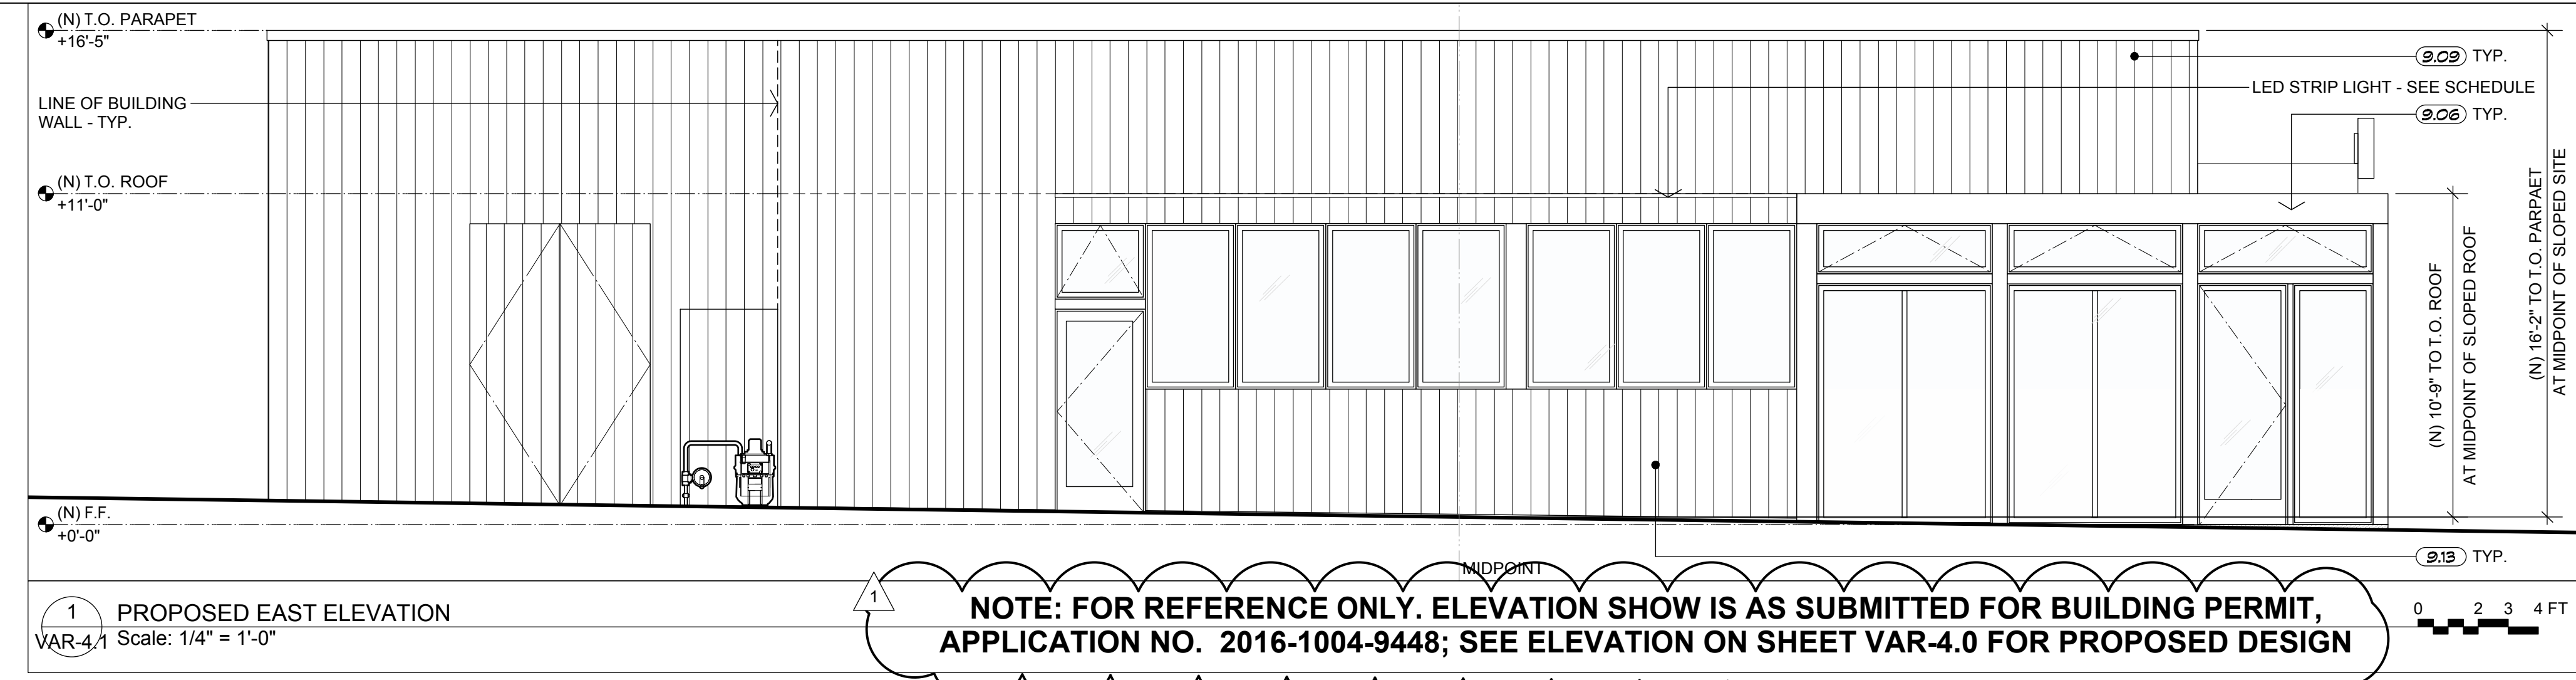 (N) T.O. PARAPET
+16'-5"
LINE OF BUILDING
WALL - TYP.
(N) T.O. ROOF
+11'-0"
(N) F.F.
+0'-0"
9.09 TYP.
LED STRIP LIGHT - SEE SCHEDULE
9.06 TYP.
(N) 10'-9" TO T.O. ROOF
AT MIDPOINT OF SLOPED ROOF
(N) 16'-2" TO T.O. PARPAET
AT MIDPOINT OF SLOPED SITE
9.13 TYP.
MIDPOINT
1
VAR-4.1
PROPOSED EAST ELEVATION
Scale: 1/4" = 1'-0"
1
NOTE: FOR REFERENCE ONLY. ELEVATION SHOW IS AS SUBMITTED FOR BUILDING PERMIT,
APPLICATION NO. 2016-1004-9448; SEE ELEVATION ON SHEET VAR-4.0 FOR PROPOSED DESIGN
0 2 3 4 FT